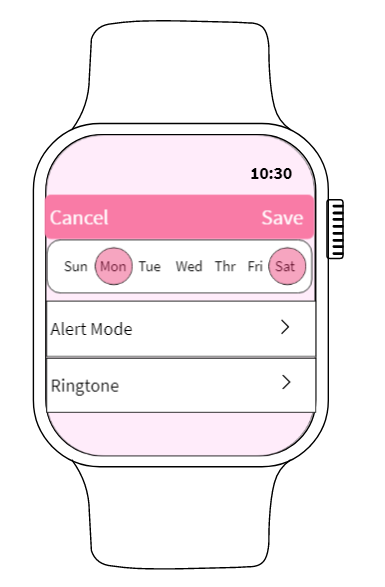 10:30
Cancel Save
Sun Mon Tue Wed Thr Fri Sat
Alert Mode
Ringtone